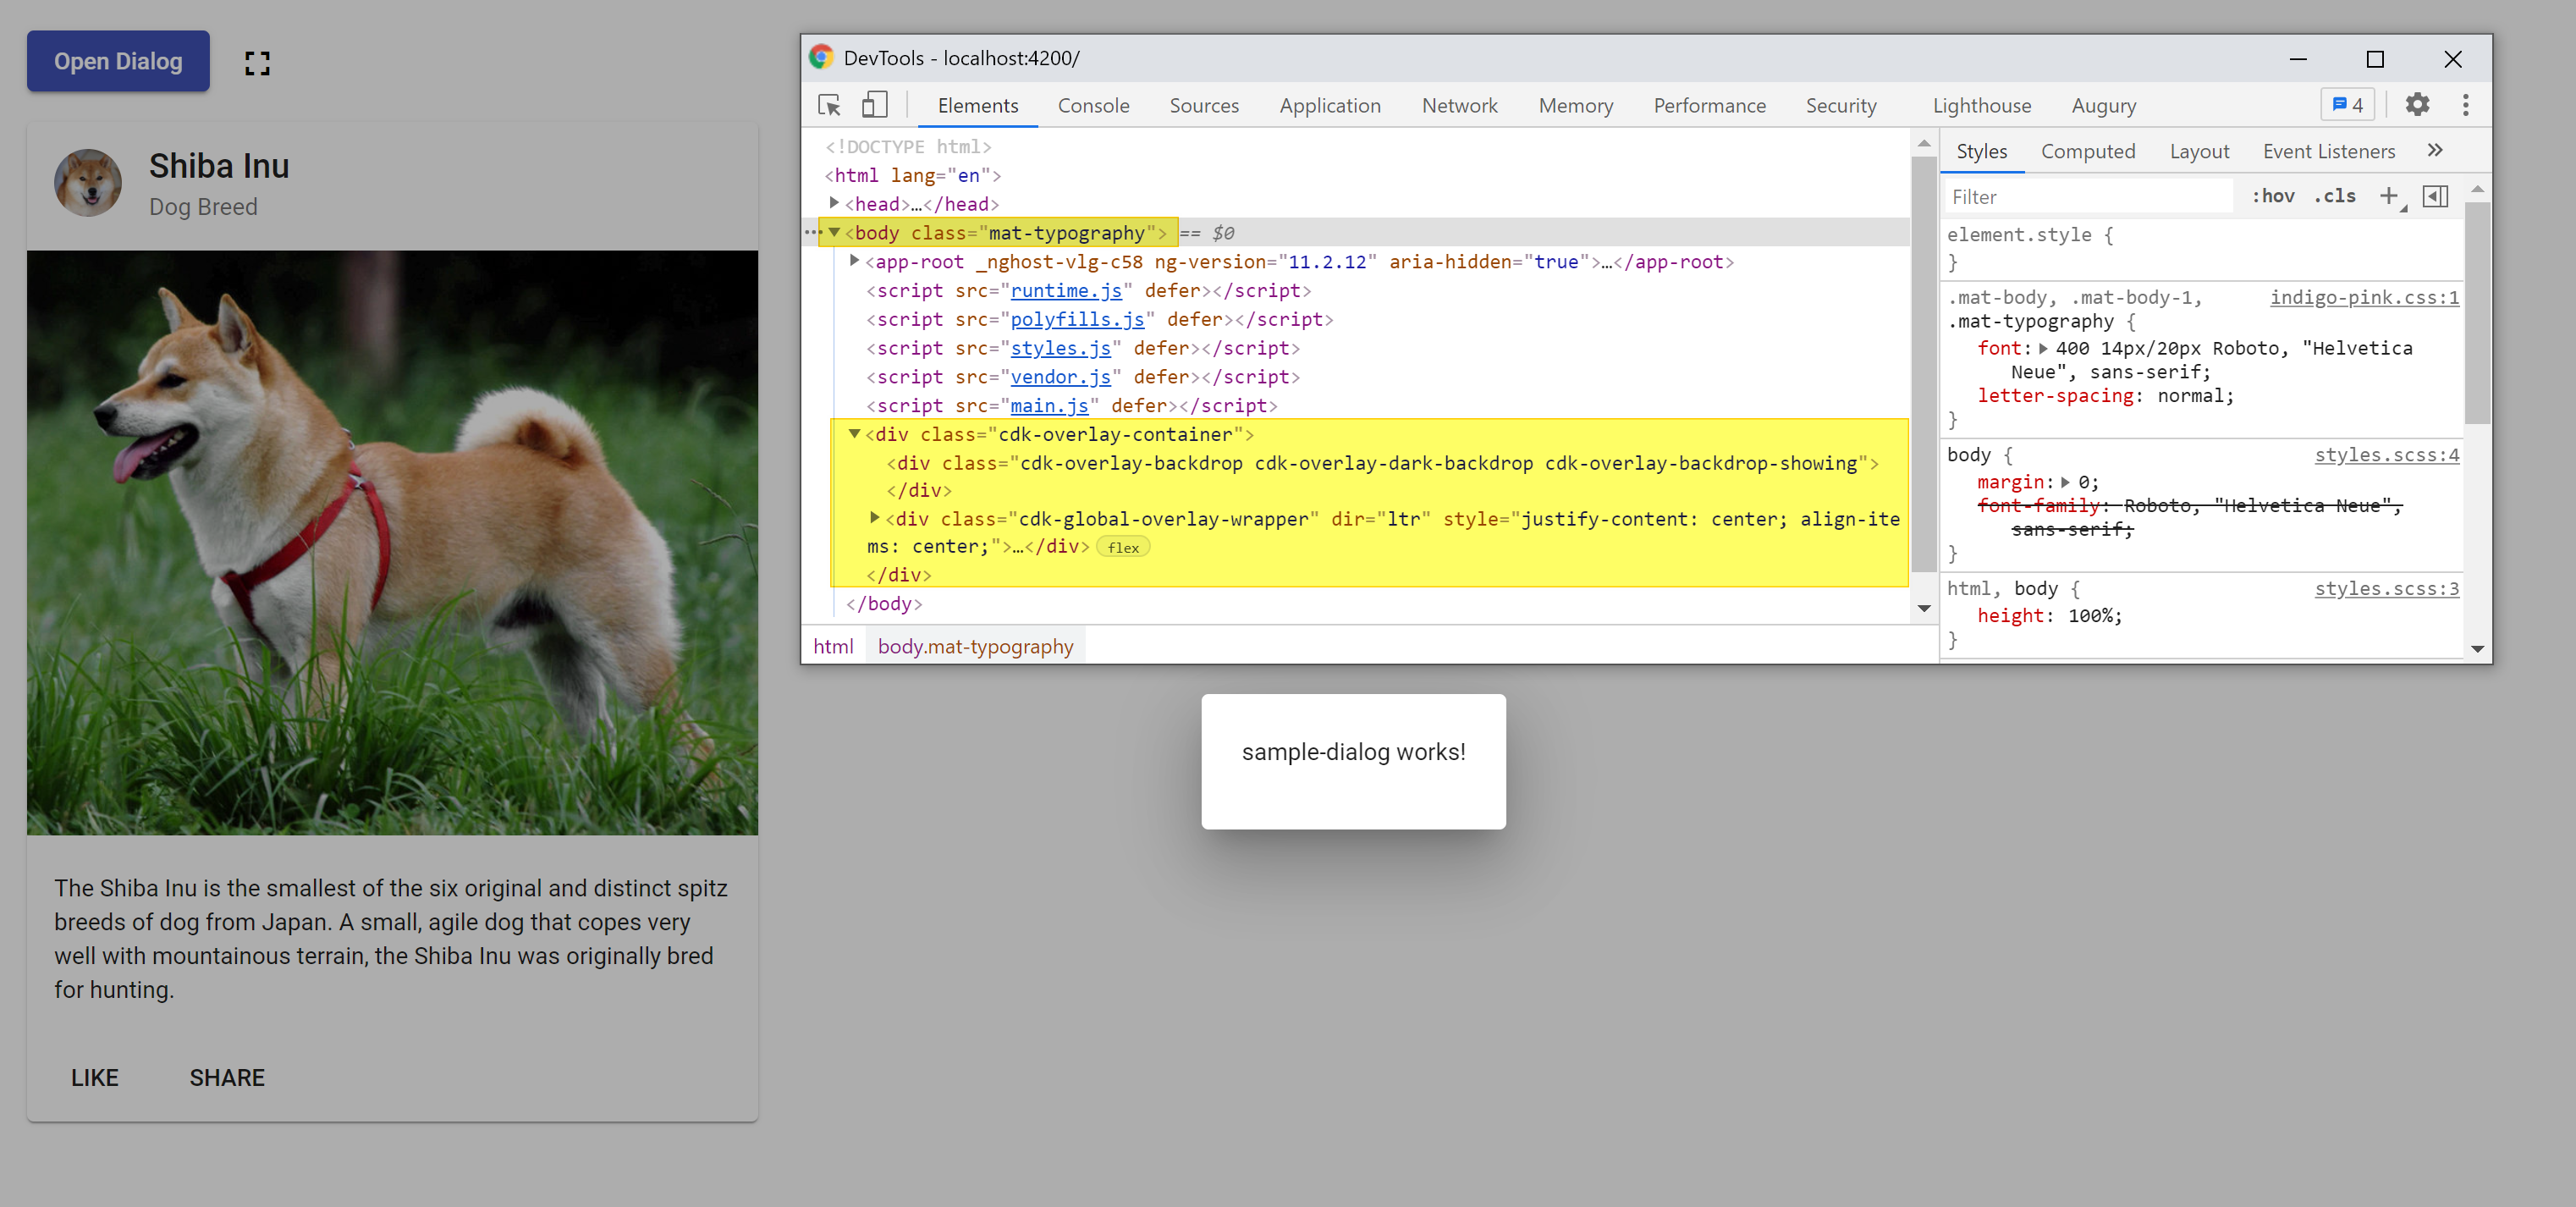 Open Dialog
Shiba Inu
Dog Breed
The Shiba Inu is the smallest of the six original and distinct spitz
breeds of dog from Japan. A small, agile dog that copes very
well with mountainous terrain, the Shiba Inu was originally bred
for hunting.
LIKE SHARE
DevTools - localhost:4200/
Elements Console Sources Application Network Memory Performance Security Lighthouse Augury 4
<!DOCTYPE html>
<html lang="en">
<head>…</head>
<body class="mat-typography"> == $0
<app-root _nghost-vlg-c58 ng-version="11.2.12" aria-hidden="true">…</app-root>
<script src="runtime.js" defer></script>
<script src="polyfills.js" defer></script>
<script src="styles.js" defer></script>
<script src="vendor.js" defer></script>
<script src="main.js" defer></script>
<div class="cdk-overlay-container">
<div class="cdk-overlay-backdrop cdk-overlay-dark-backdrop cdk-overlay-backdrop-showing">
</div>
<div class="cdk-global-overlay-wrapper" dir="ltr" style="justify-content: center; align-ite
ms: center;">…</div> flex
</div>
</body>
html body.mat-typography
Styles Computed Layout Event Listeners
Filter :hov .cls
element.style {
}
.mat-body, .mat-body-1, indigo-pink.css:1
.mat-typography {
font: 400 14px/20px Roboto, "Helvetica
Neue", sans-serif;
letter-spacing: normal;
}
body { styles.scss:4
margin: 0;
font-family: Roboto, "Helvetica Neue",
sans-serif;
}
html, body { styles.scss:3
height: 100%;
}
sample-dialog works!